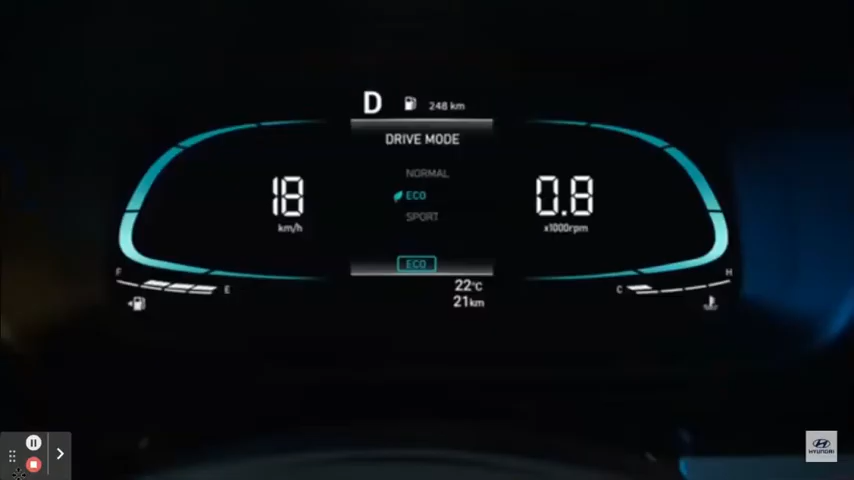 D 248 km
DRIVE MODE
NORMAL
ECO
SPORT
18
km/h
0.8
x1000rpm
ECO
F
E
22°C
21km
C
H
HYUNDAI